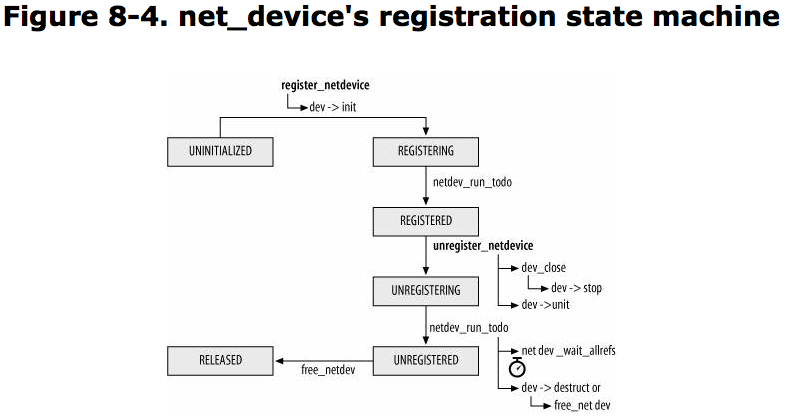 Figure 8-4. net_device's registration state machine
register_netdevice
dev -> init
UNINITIALIZED
REGISTERING
netdev_run_todo
REGISTERED
unregister_netdevice
dev_close
dev -> stop
UNREGISTERING
dev ->unit
netdev_run_todo
net dev _wait_allrefs
RELEASED
UNREGISTERED
free_netdev
dev -> destruct or
free_net dev